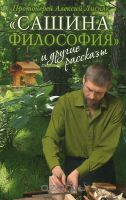 Протоиерей Алексий Лисняк
«САШИНА
ФИЛОСОФИЯ»
и другие
рассказы